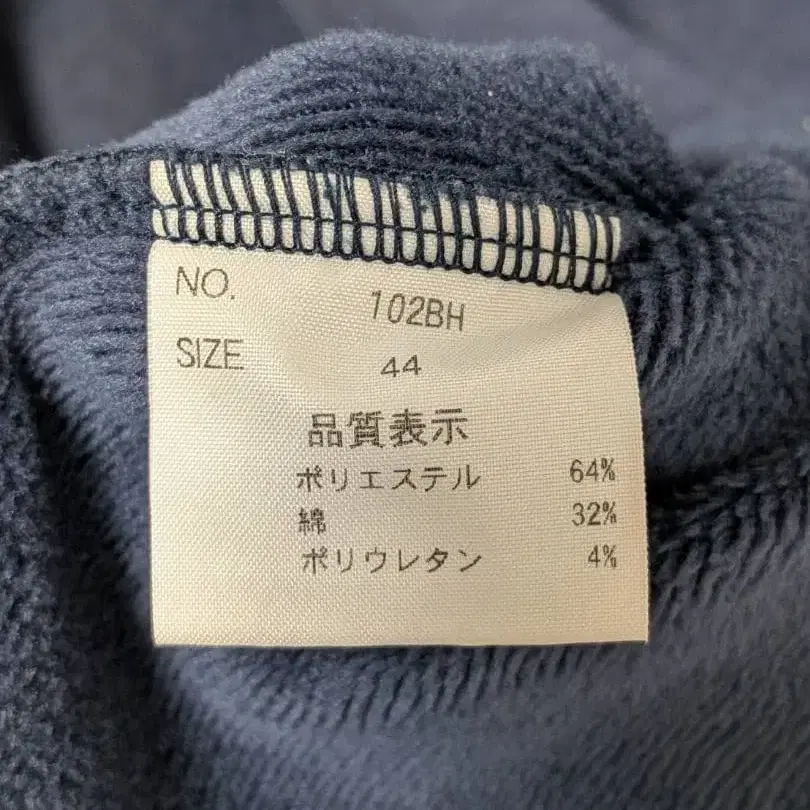 NO. 102BH
SIZE 44
品質表示
ポリエステル 64%
綿 32%
ポリウレタン 4%